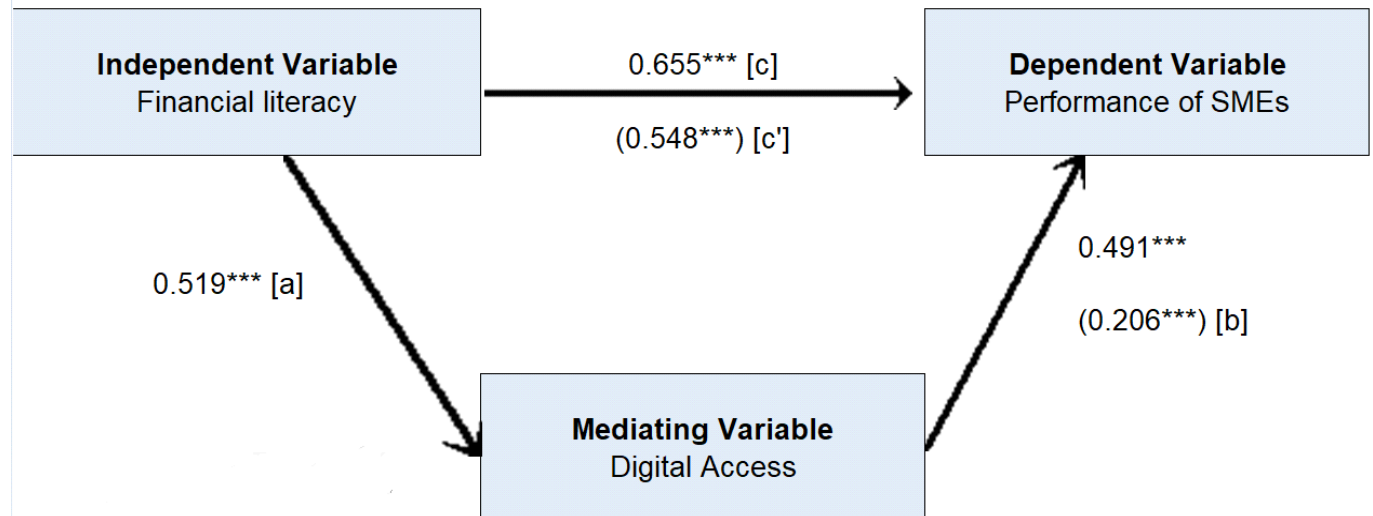 Independent Variable
Financial literacy
0.655*** [c]
(0.548***) [c']
Dependent Variable
Performance of SMEs
0.519*** [a]
0.491***
(0.206***) [b]
Mediating Variable
Digital Access